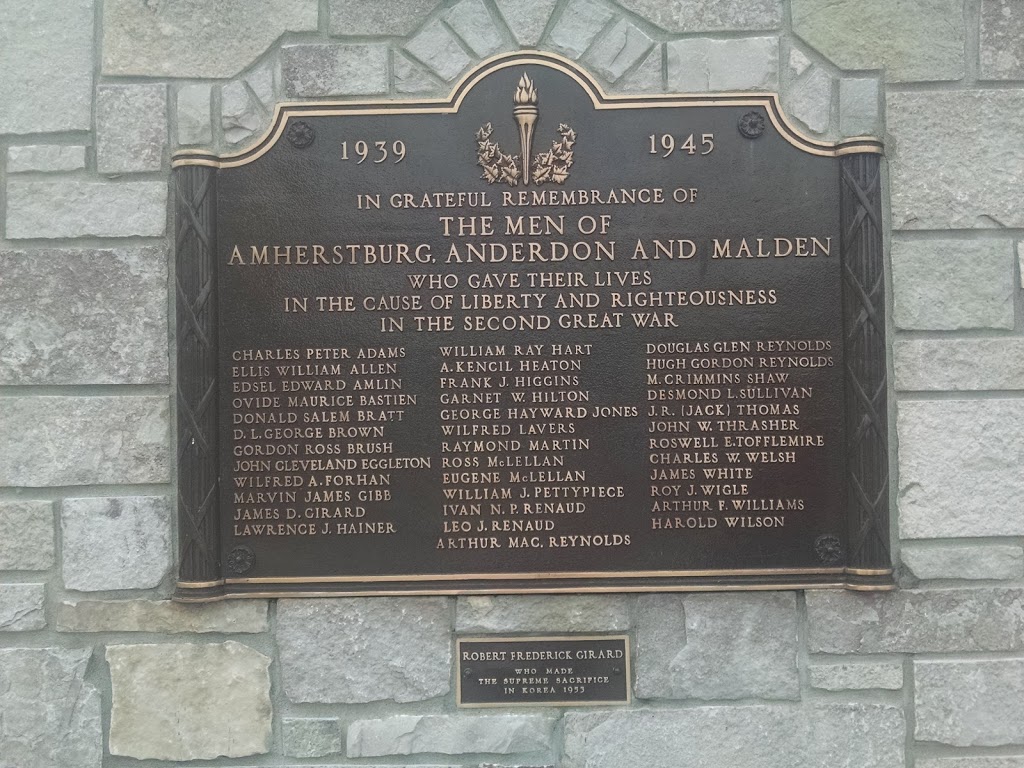 1939 1945
IN GRATEFUL REMEMBRANCE OF
THE MEN OF
AMHERSTBURG, ANDERDON AND MALDEN
WHO GAVE THEIR LIVES
IN THE CAUSE OF LIBERTY AND RIGHTEOUSNESS
IN THE SECOND GREAT WAR
CHARLES PETER ADAMS
ELLIS WILLIAM ALLEN
EDSEL EDWARD AMLIN
OVIDE MAURICE BASTIEN
DONALD SALEM BRATT
D. L. GEORGE BROWN
GORDON ROSS BRUSH
JOHN CLEVELAND EGGLETON
WILFRED A. FORHAN
MARVIN JAMES GIBB
JAMES D. GIRARD
LAWRENCE J. HAINER
WILLIAM RAY HART
A. KENCIL HEATON
FRANK J. HIGGINS
GARNET W. HILTON
GEORGE HAYWARD JONES
WILFRED LAVERS
RAYMOND MARTIN
ROSS McLELLAN
EUGENE McLELLAN
WILLIAM J. PETTYPIECE
IVAN N. P. RENAUD
LEO J. RENAUD
ARTHUR MAC. REYNOLDS
DOUGLAS GLEN REYNOLDS
HUGH GORDON REYNOLDS
M. CRIMMINS SHAW
DESMOND L. SULLIVAN
J. R. (JACK) THOMAS
JOHN W. THRASHER
ROSWELL E. TOFFLEMIRE
CHARLES W. WELSH
JAMES WHITE
ROY J. WIGLE
ARTHUR F. WILLIAMS
HAROLD WILSON
ROBERT FREDERICK GIRARD
WHO MADE
THE SUPREME SACRIFICE
IN KOREA 1953